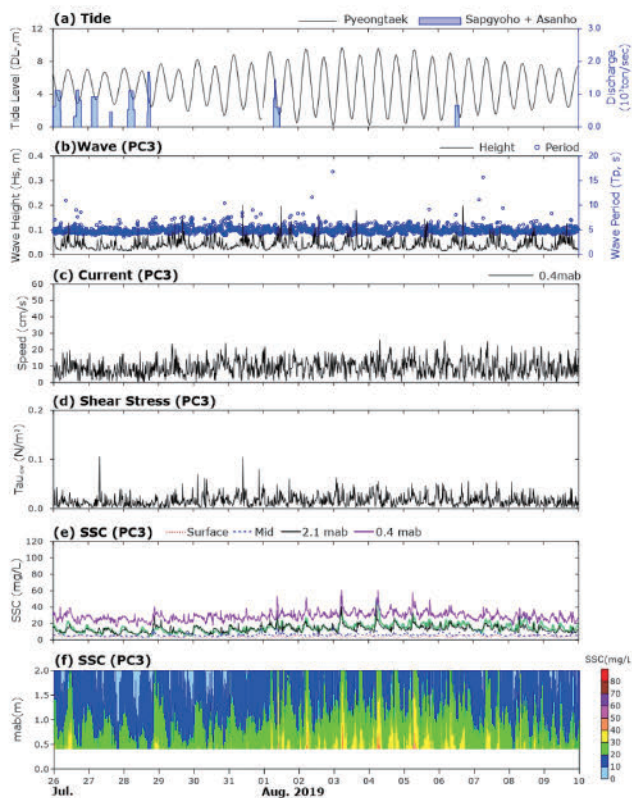 (a) Tide
Pyeongtaek
Sapgyoho + Asanho
Tide Level (DL-,m)
12
8
4
0
3.0
2.0
1.0
0.0
Discharge
(10³ton/sec)
(b)Wave (PC3)
Height
Period
Wave Height (Hs, m)
0.4
0.3
0.2
0.1
0.0
20
15
10
5
0
Wave Period (Tp, s)
(c) Current (PC3)
0.4mab
Speed (cm/s)
60
50
40
30
20
10
0
(d) Shear Stress (PC3)
Tau (N/m²)
0.2
0.1
0.0
(e) SSC (PC3)
Surface
Mid
2.1 mab
0.4 mab
SSC (mg/L)
120
100
80
60
40
20
0
(f) SSC (PC3)
SSC(mg/L)
mab(m)
2.0
1.5
1.0
0.5
0.0
80
70
60
50
40
30
20
10
0
26 27 28 29 30 31 01 02 03 04 05 06 07 08 09 10
Jul.
Aug. 2019